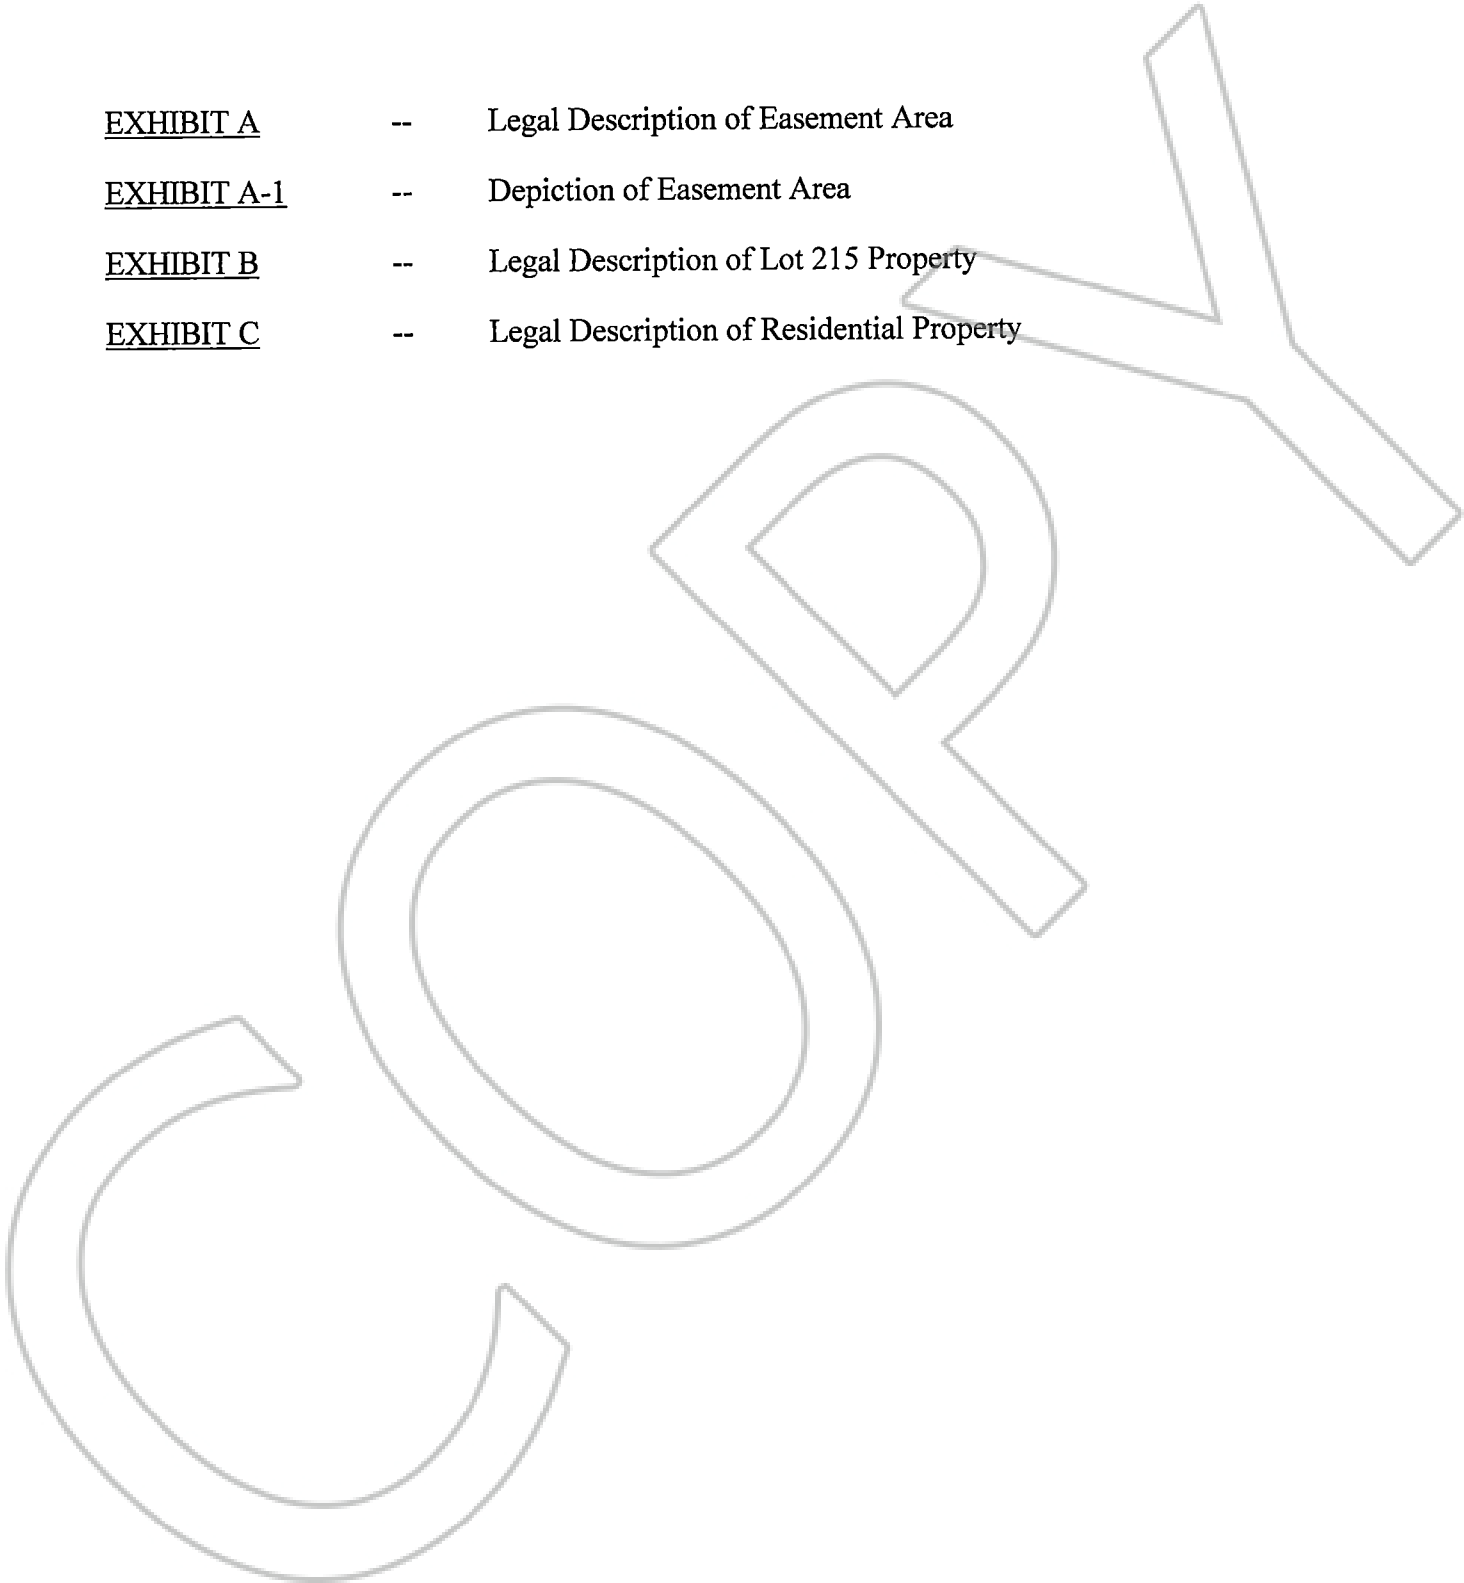 EXHIBIT A -- Legal Description of Easement Area
EXHIBIT A-1 -- Depiction of Easement Area
EXHIBIT B -- Legal Description of Lot 215 Property
EXHIBIT C -- Legal Description of Residential Property
COPY